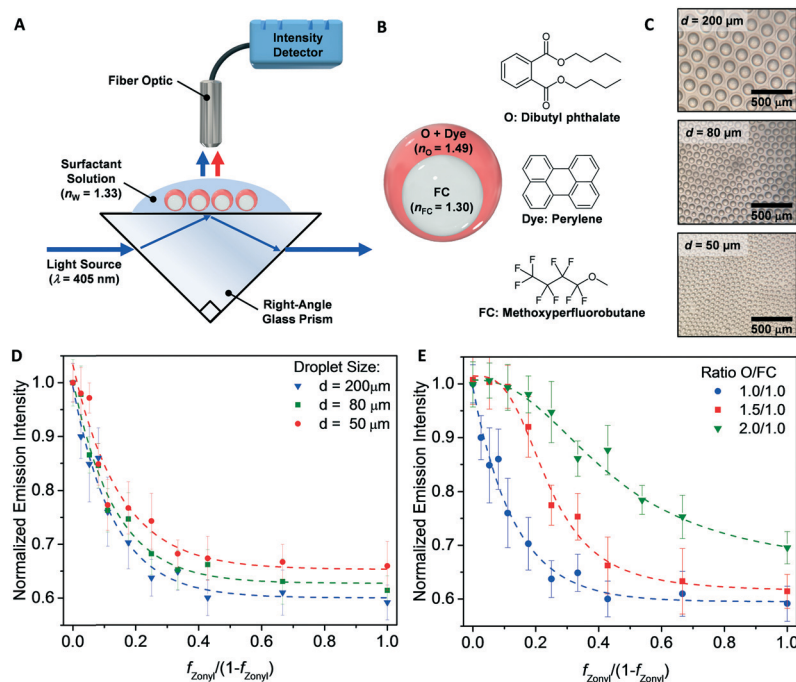 A
Intensity
Detector
Fiber Optic
Surfactant
Solution
(nW = 1.33)
Light Source
(λ = 405 nm)
Right-Angle
Glass Prism
B
O: Dibutyl phthalate
O + Dye
(nO = 1.49)
FC
(nFC = 1.30)
Dye: Perylene
F F F F
F
F
F F F
O
FC: Methoxyperfluorobutane
C
d = 200 µm
500 µm
d = 80 µm
500 µm
d = 50 µm
500 µm
D
Droplet Size:
d = 200µm
d = 80 µm
d = 50 µm
Normalized Emission Intensity
1.0
0.9
0.8
0.7
0.6
0.0 0.2 0.4 0.6 0.8 1.0
fZonyl/(1-fZonyl)
E
Ratio O/FC
1.0/1.0
1.5/1.0
2.0/1.0
Normalized Emission Intensity
1.0
0.9
0.8
0.7
0.6
0.0 0.2 0.4 0.6 0.8 1.0
fZonyl/(1-fZonyl)